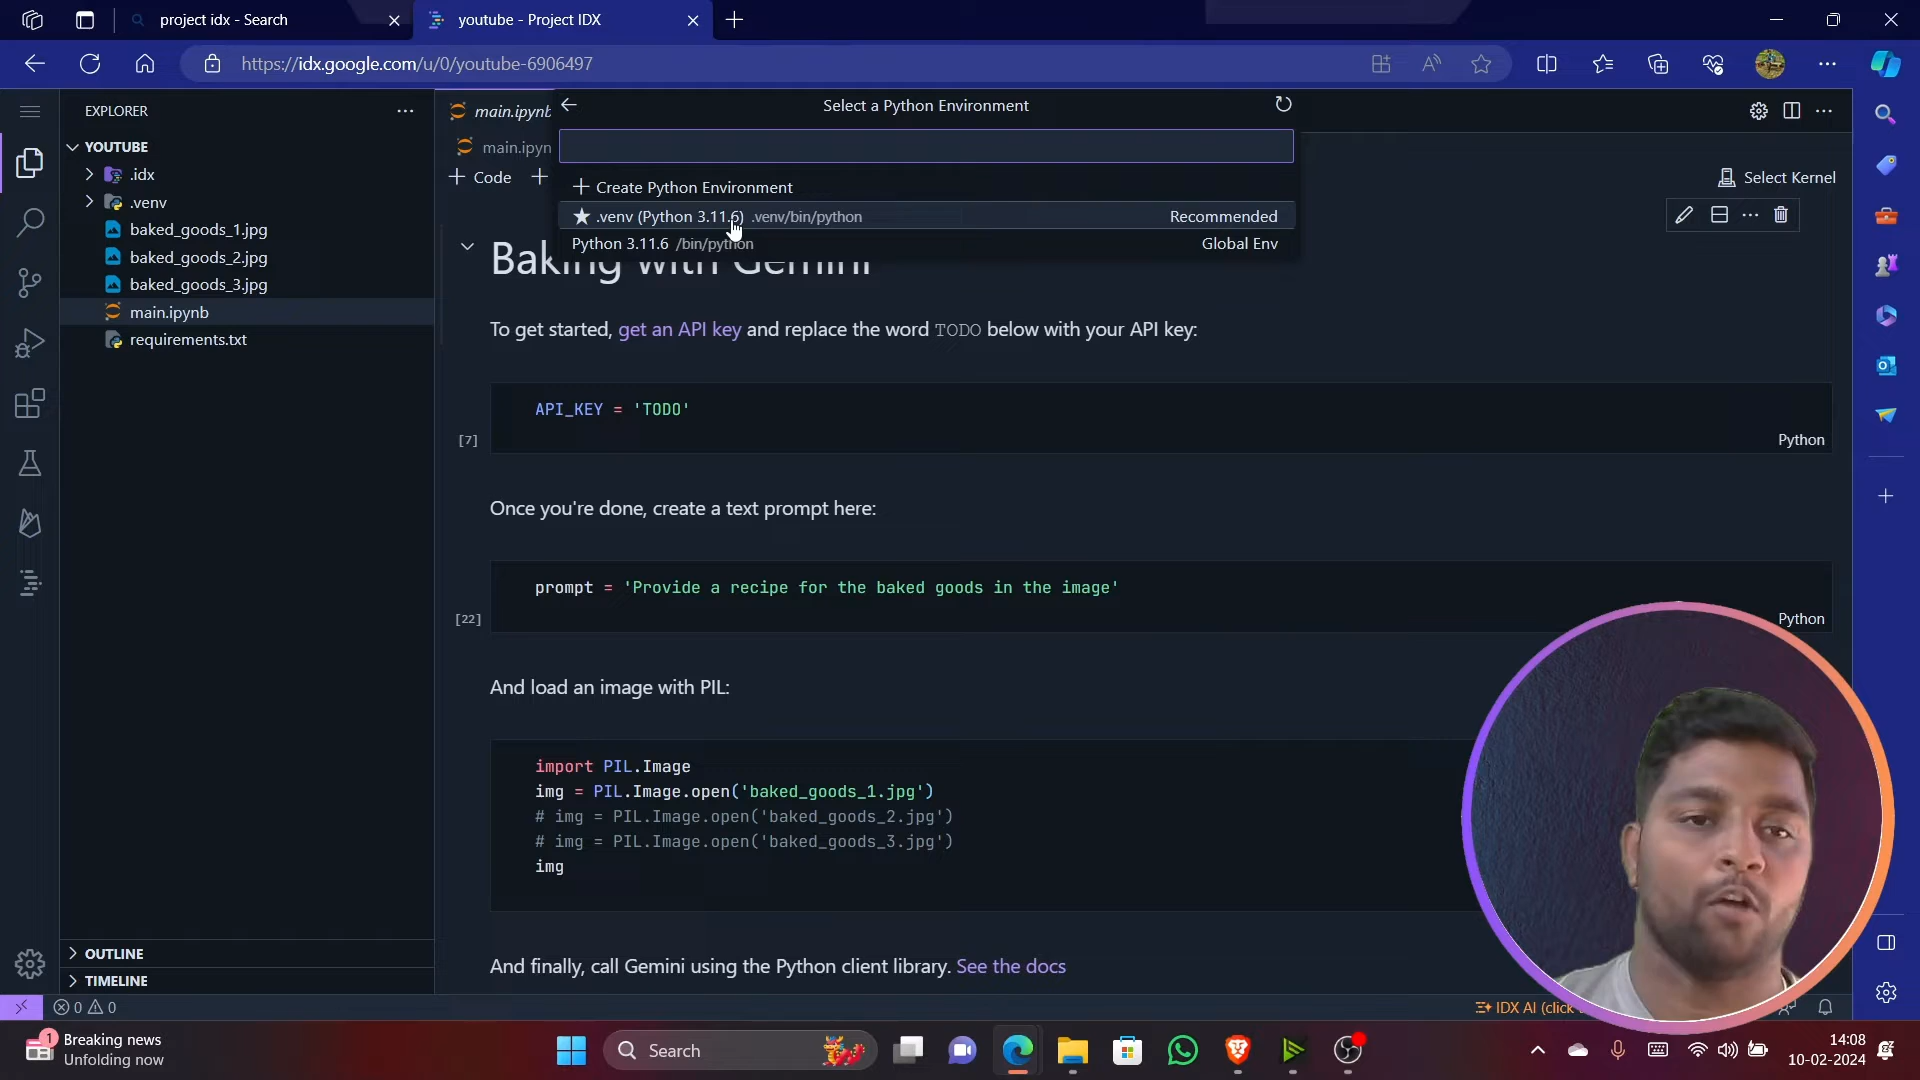 project idx - Search
youtube - Project IDX
https://idx.google.com/u/0/youtube-6906497
EXPLORER
YOUTUBE
.idx
.venv
baked_goods_1.jpg
baked_goods_2.jpg
baked_goods_3.jpg
main.ipynb
requirements.txt
OUTLINE
TIMELINE
main.ipynb
main.ipyn
+ Code
Select a Python Environment
+ Create Python Environment
.venv (Python 3.11.6) .venv/bin/python Recommended
Python 3.11.6 /bin/python Global Env
Select Kernel
Baking with Gemini
To get started, get an API key and replace the word TODO below with your API key:
API_KEY = 'TODO'
[7]
Python
Once you're done, create a text prompt here:
prompt = 'Provide a recipe for the baked goods in the image'
[22]
Python
And load an image with PIL:
import PIL.Image
img = PIL.Image.open('baked_goods_1.jpg')
# img = PIL.Image.open('baked_goods_2.jpg')
# img = PIL.Image.open('baked_goods_3.jpg')
img
And finally, call Gemini using the Python client library. See the docs
0 0
IDX AI (click
1
Breaking news
Unfolding now
Search
14:08
10-02-2024